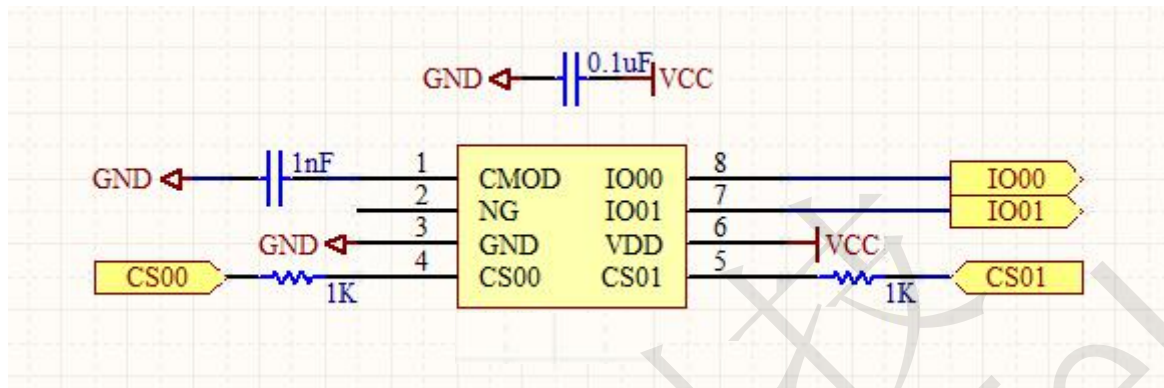 GND 0.1uF VCC
GND 1nF 1 CMOD IO00 8 IO00
2 NG IO01 7 IO01
GND 3 GND VDD 6 VCC
CS00 1K 4 CS00 CS01 5 1K CS01